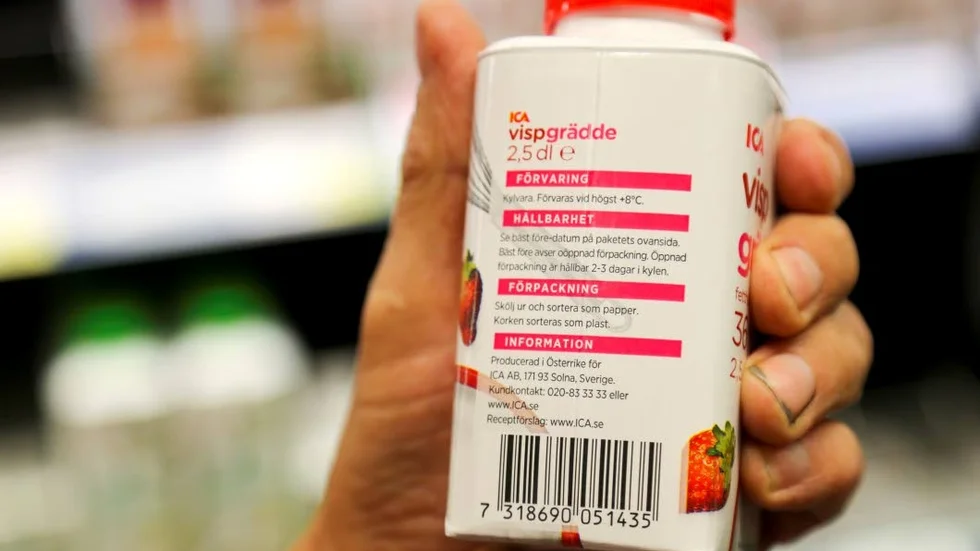 ICA
vispgrädde
2,5 dl e
FÖRVARING
Kylvara. Förvaras vid högst +8°C.
HÅLLBARHET
Se bäst före-datum på paketets ovansida.
Bäst före avser oöppnad förpackning. Öppnad
förpackning är hållbar 2-3 dagar i kylen.
FÖRPACKNING
Skölj ur och sortera som papper.
Korken sorteras som plast.
INFORMATION
Producerad i Österrike för
ICA AB, 171 93 Solna, Sverige.
Kundkontakt: 020-83 33 33 eller
www.ICA.se
Receptförslag: www.ICA.se
7 318690 051435
ICA